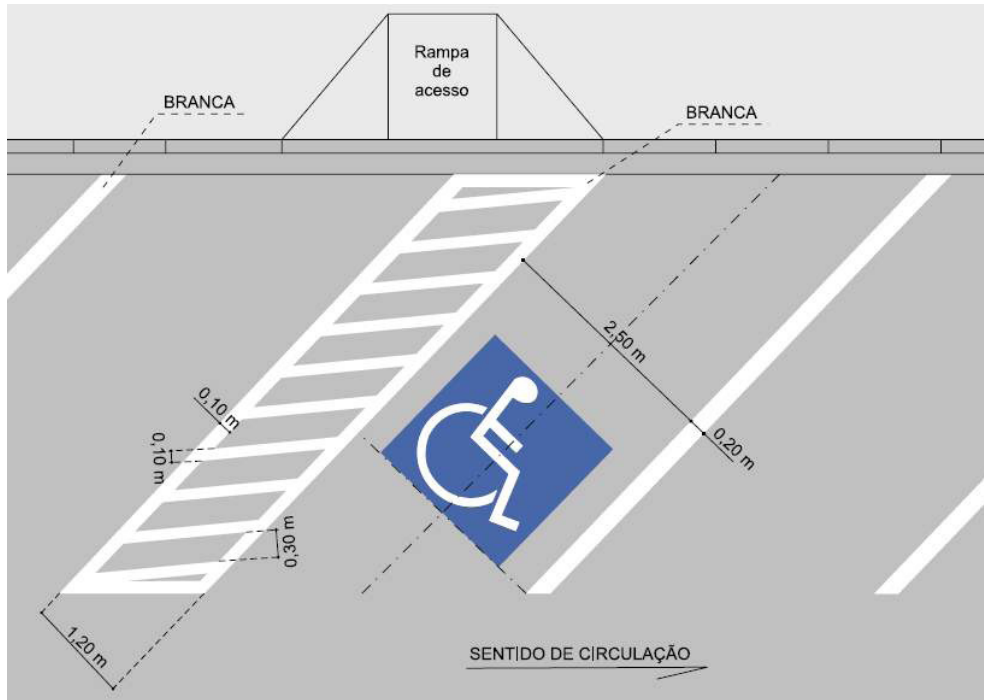 Rampa
de
acesso
BRANCA
BRANCA
2,50 m
0,20 m
0,10 m
0,10 m
0,30 m
1,20 m
SENTIDO DE CIRCULAÇÃO